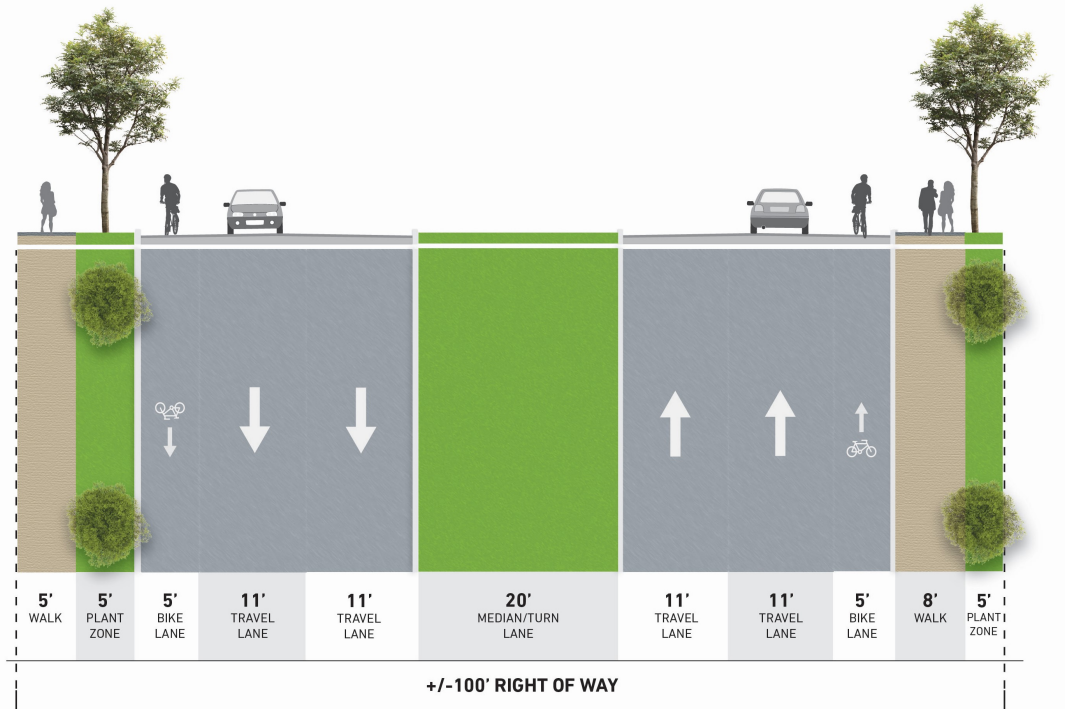 5’
WALK
5’
PLANT
ZONE
5’
BIKE
LANE
11’
TRAVEL
LANE
11’
TRAVEL
LANE
20’
MEDIAN/TURN
LANE
11’
TRAVEL
LANE
11’
TRAVEL
LANE
5’
BIKE
LANE
8’
WALK
5’
PLANT
ZONE
+/-100’ RIGHT OF WAY